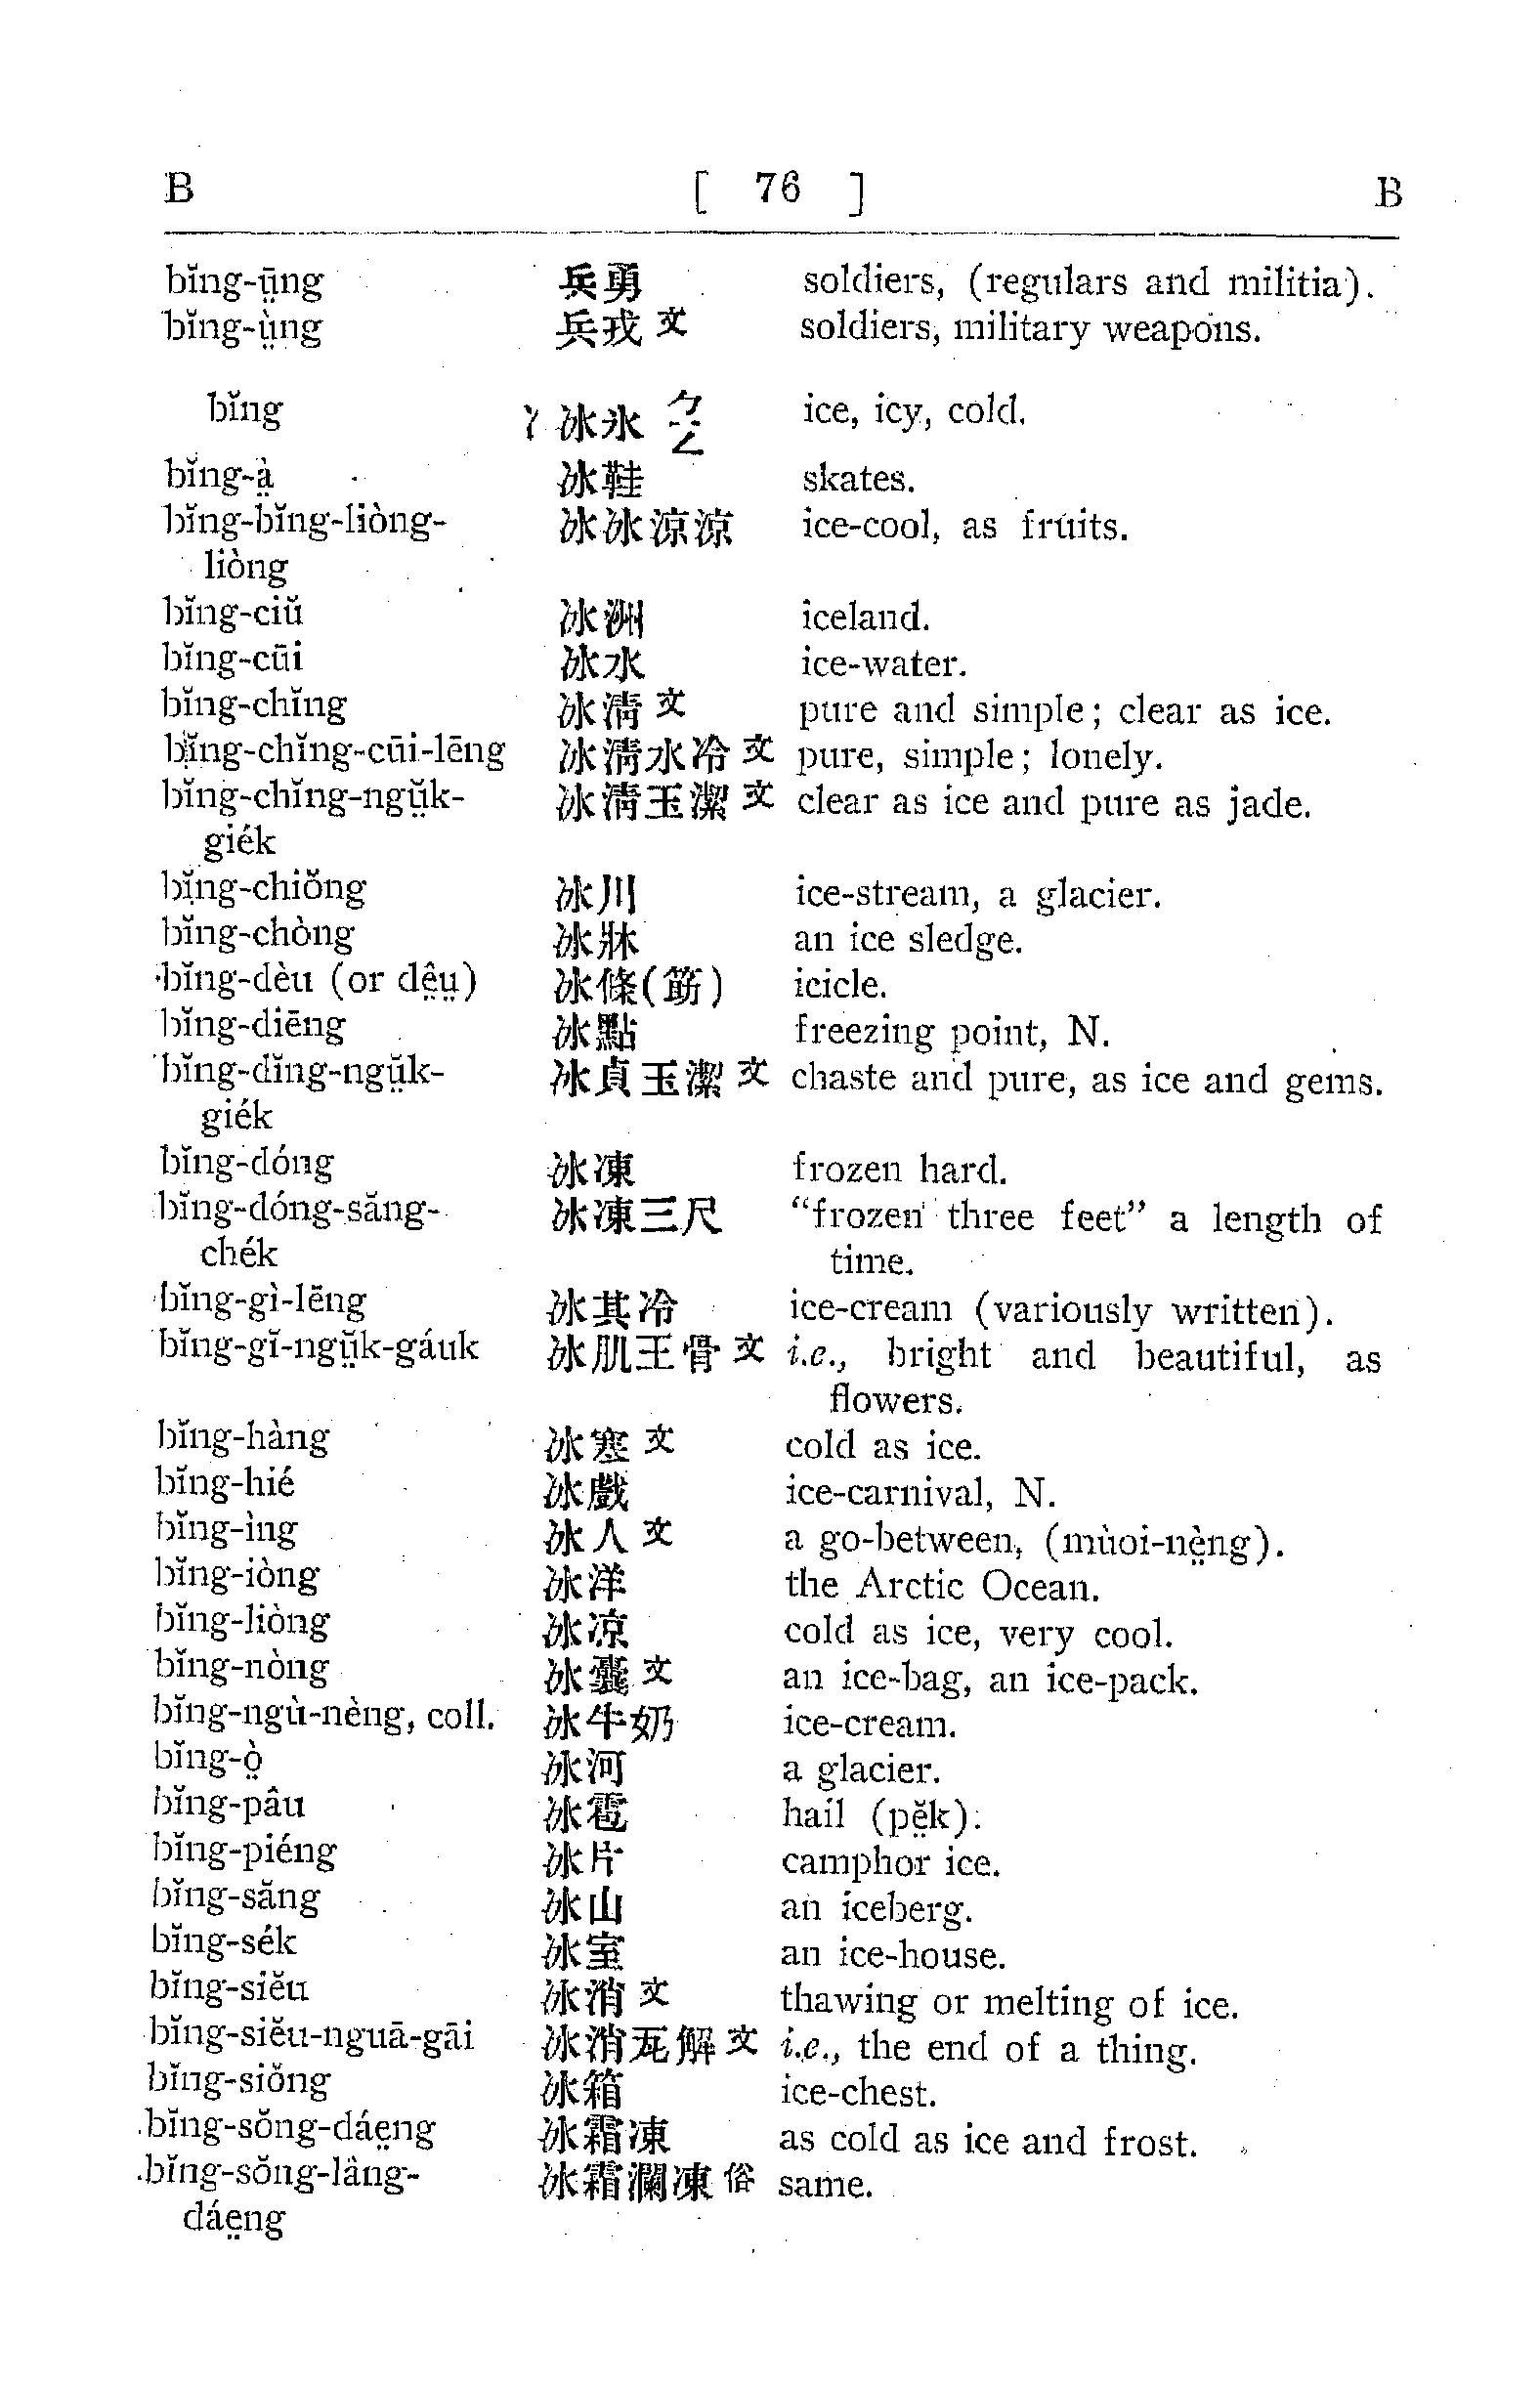 B [ 76 ] B
bĭng-ṳ̄ng 兵勇 soldiers, (regulars and militia).
bĭng-ṳ̀ng 兵戎文 soldiers, military weapons.
bĭng 冫冰氷 ㄅㄧㄥ ice, icy, cold.
bĭng-à̤ 冰鞋 skates.
bĭng-bĭng-liòng- 冰冰涼涼 ice-cool, as fruits.
liòng
bĭng-ciŭ 冰洲 iceland.
bĭng-cūi 冰水 ice-water.
bĭng-chĭng 冰淸文 pure and simple; clear as ice.
bĭng-chĭng-cūi-lēng 冰淸水冷文 pure, simple; lonely.
bĭng-chĭng-ngṳ̆k- 冰淸玉潔文 clear as ice and pure as jade.
giék
bĭng-chiŏng 冰川 ice-stream, a glacier.
bĭng-chòng 冰牀 an ice sledge.
bĭng-dèu (or dê̤ṳ) 冰條(筯) icicle.
bĭng-diēng 冰點 freezing point, N.
bĭng-dĭng-ngṳ̆k- 冰貞玉潔文 chaste and pure, as ice and gems.
giék
bĭng-dóng 冰凍 frozen hard.
bĭng-dóng-săng- 冰凍三尺 “frozen three feet” a length of
chék time.
bĭng-gì-lēng 冰其冷 ice-cream (variously written).
bĭng-gĭ-ngṳ̆k-gáuk 冰肌王骨文 i.e., bright and beautiful, as
flowers.
bĭng-hàng 冰寒文 cold as ice.
bĭng-hié 冰戲 ice-carnival, N.
bĭng-ìng 冰人文 a go-between, (mùoi-nè̤ng).
bĭng-iòng 冰洋 the Arctic Ocean.
bĭng-liòng 冰凉 cold as ice, very cool.
bĭng-nòng 冰囊文 an ice-bag, an ice-pack.
bĭng-ngù-nèng, coll. 冰牛奶 ice-cream.
bĭng-ò̤ 冰河 a glacier.
bĭng-pâu 冰雹 hail (pĕ̤k).
bĭng-piéng 冰片 camphor ice.
bĭng-săng 冰山 an iceberg.
bĭng-sék 冰室 an ice-house.
bĭng-siĕu 冰消文 thawing or melting of ice.
bĭng-siĕu-nguā-gāi 冰消瓦解文 i.e., the end of a thing.
bĭng-siŏng 冰箱 ice-chest.
bĭng-sŏng-dáe̤ng 冰霜凍 as cold as ice and frost.
bĭng-sŏng-lâng- 冰霜瀾凍俗 same.
dáe̤ng